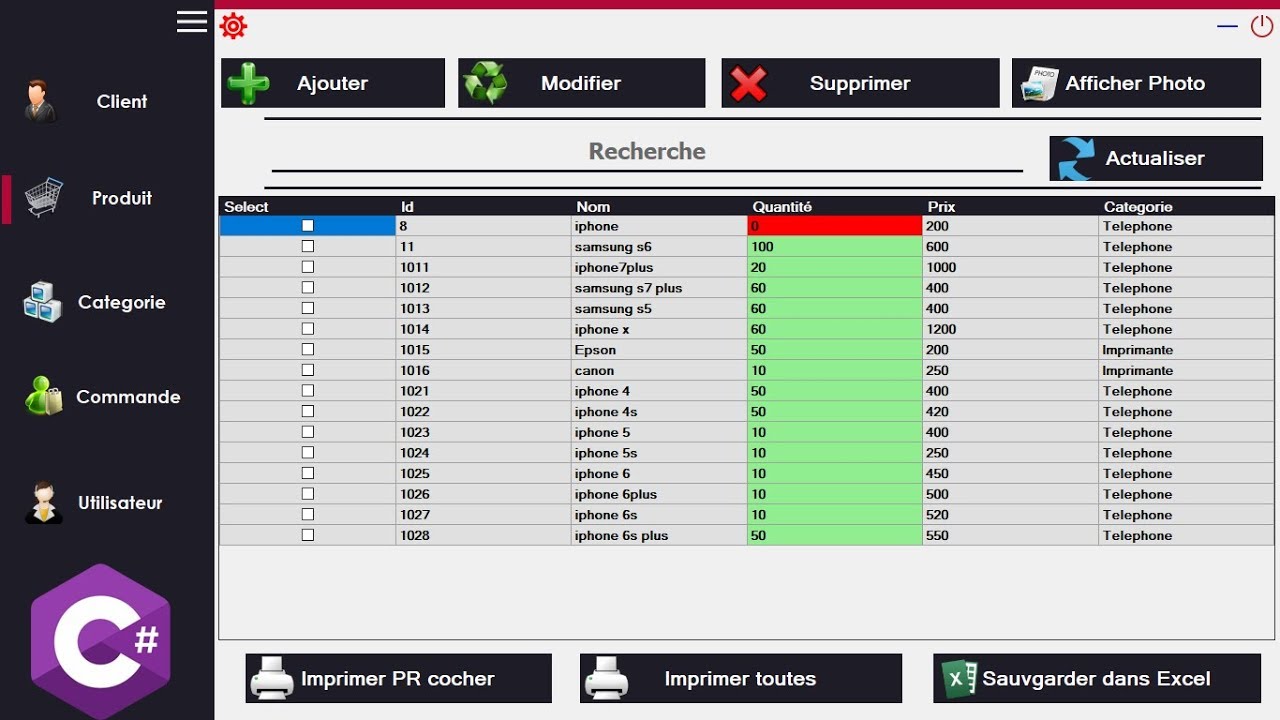 Client
Produit
Categorie
Commande
Utilisateur
C#
Ajouter Modifier Supprimer PHOTO Afficher Photo
Recherche Actualiser
Select Id Nom Quantité Prix Categorie
8 iphone 0 200 Telephone
11 samsung s6 100 600 Telephone
1011 iphone7plus 20 1000 Telephone
1012 samsung s7 plus 60 400 Telephone
1013 samsung s5 60 400 Telephone
1014 iphone x 60 1200 Telephone
1015 Epson 50 200 Imprimante
1016 canon 10 250 Imprimante
1021 iphone 4 50 400 Telephone
1022 iphone 4s 50 420 Telephone
1023 iphone 5 10 400 Telephone
1024 iphone 5s 10 250 Telephone
1025 iphone 6 10 450 Telephone
1026 iphone 6plus 10 500 Telephone
1027 iphone 6s 10 520 Telephone
1028 iphone 6s plus 50 550 Telephone
Imprimer PR cocher Imprimer toutes X Sauvgarder dans Excel